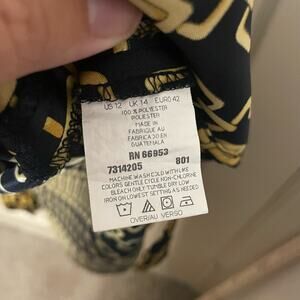 US 12 UK 14 EURO 42
100 % POLYESTER
POLIESTER
MADE IN
FABRIQUE AU
FABRICADO EN
GUATEMALA
RN 66953
7314205 801
MACHINE WASH COLD WITH LIKE
COLORS GENTLE CYCLE NON-CHLORINE
BLEACH ONLY TUMBLE DRY LOW
IRON ON LOWEST SETTING AS NEEDED
OVER/AU VERSO